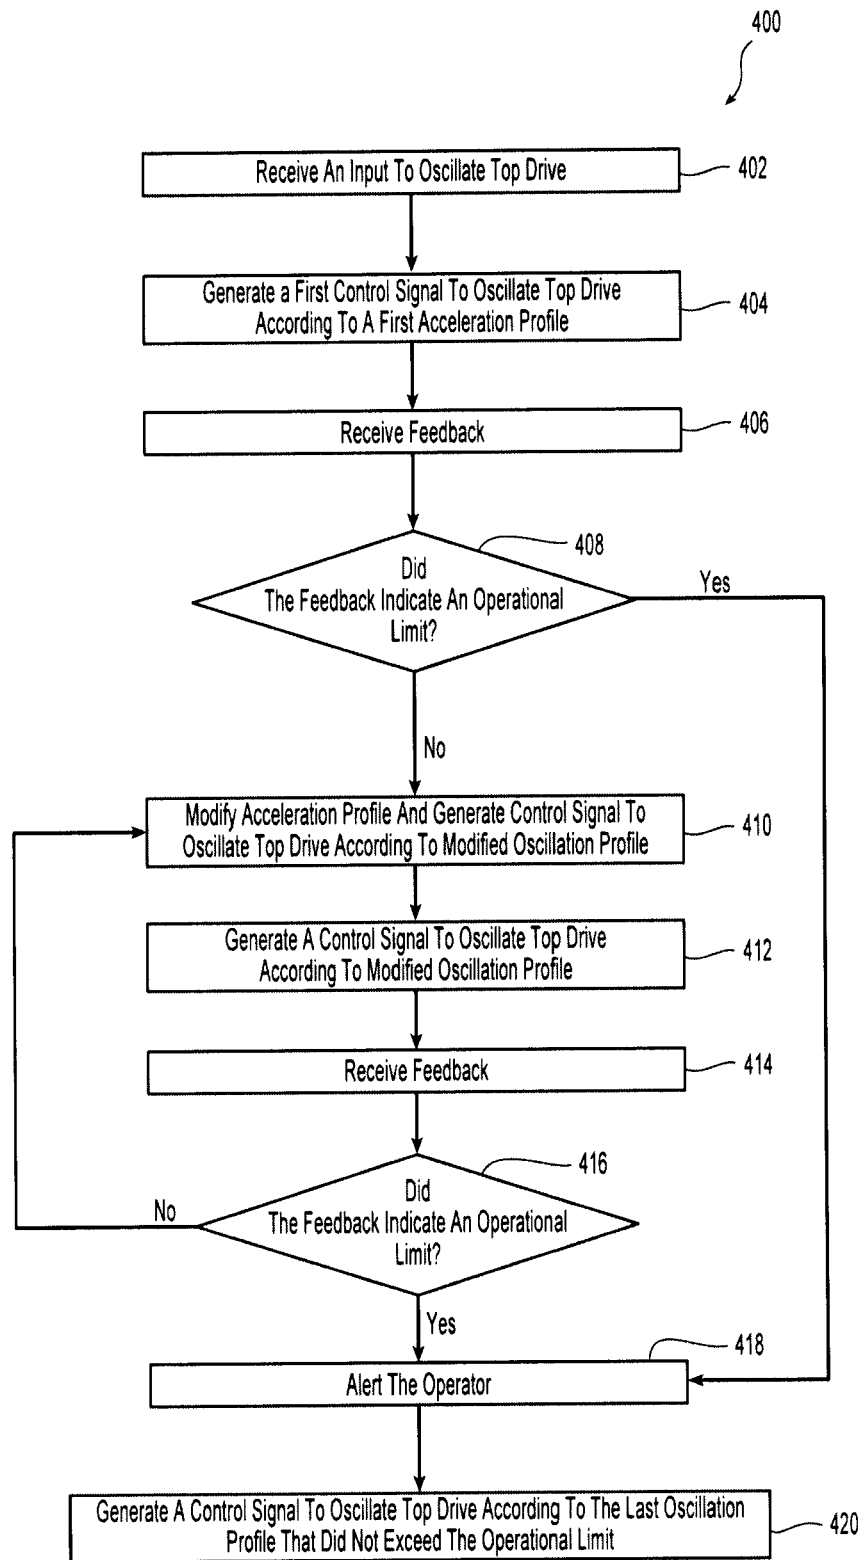 400
Receive An Input To Oscillate Top Drive
402
Generate a First Control Signal To Oscillate Top Drive
According To A First Acceleration Profile
404
Receive Feedback
406
408
Did
The Feedback Indicate An Operational
Limit?
Yes
No
Modify Acceleration Profile And Generate Control Signal To
Oscillate Top Drive According To Modified Oscillation Profile
410
Generate A Control Signal To Oscillate Top Drive
According To Modified Oscillation Profile
412
Receive Feedback
414
416
Did
The Feedback Indicate An Operational
Limit?
No
Yes
418
Alert The Operator
Generate A Control Signal To Oscillate Top Drive According To The Last Oscillation
Profile That Did Not Exceed The Operational Limit
420